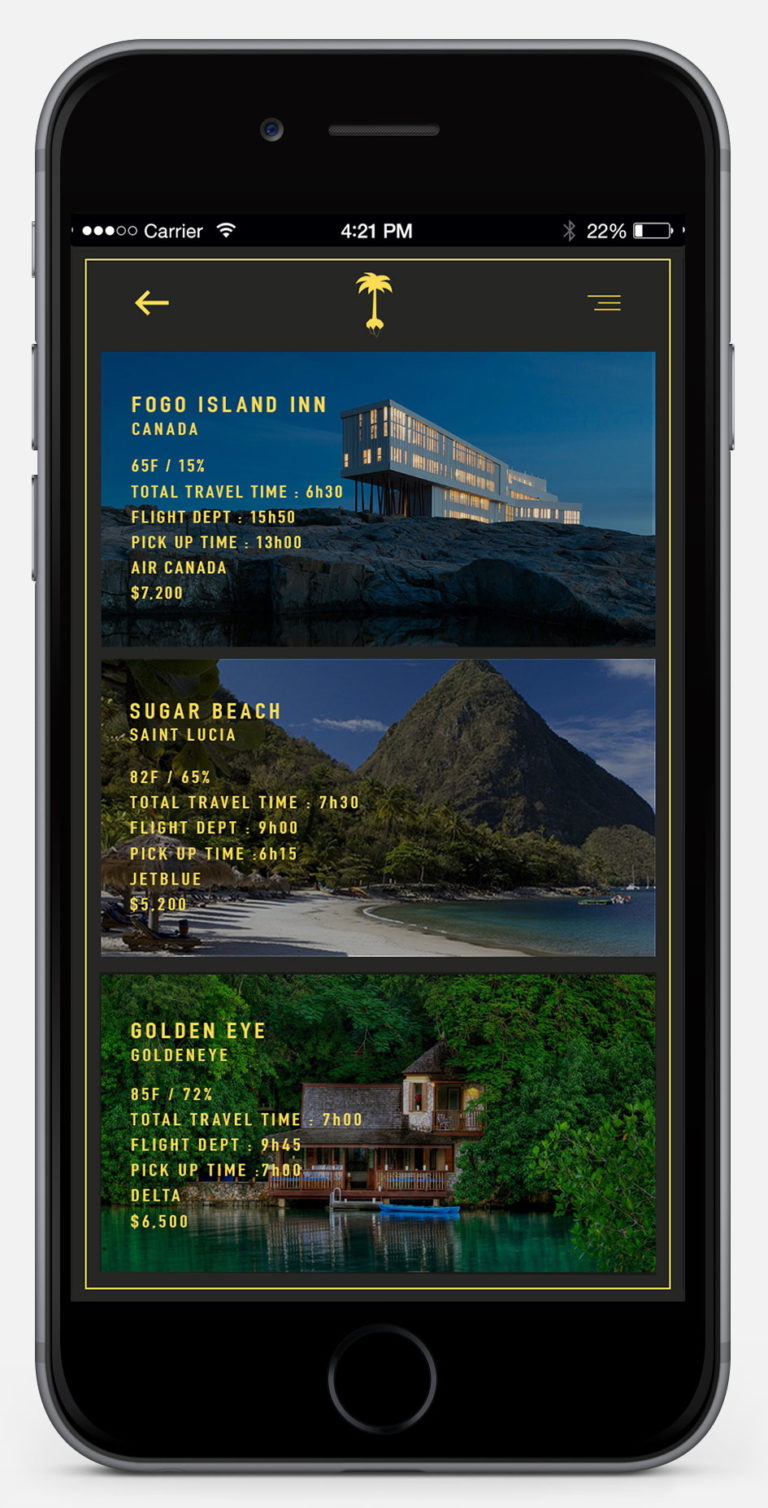 Carrier 4:21 PM 22%
FOGO ISLAND INN
CANADA
65F / 15%
TOTAL TRAVEL TIME : 6h30
FLIGHT DEPT : 15h50
PICK UP TIME : 13h00
AIR CANADA
$7,200
SUGAR BEACH
SAINT LUCIA
82F / 65%
TOTAL TRAVEL TIME : 7h30
FLIGHT DEPT : 9h00
PICK UP TIME :6h15
JETBLUE
$5,200
GOLDEN EYE
GOLDENEYE
85F / 72%
TOTAL TRAVEL TIME : 7h00
FLIGHT DEPT : 9h45
PICK UP TIME :7h00
DELTA
$6,500